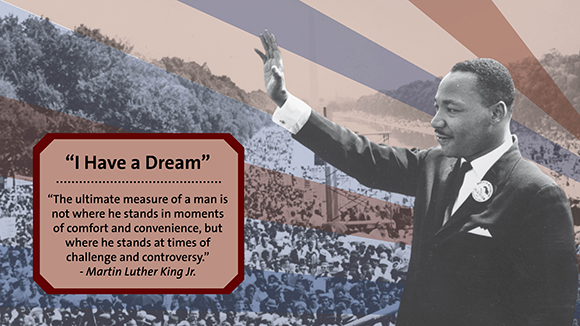 “I Have a Dream”
“The ultimate measure of a man is
not where he stands in moments
of comfort and convenience, but
where he stands at times of
challenge and controversy.”
- Martin Luther King Jr.